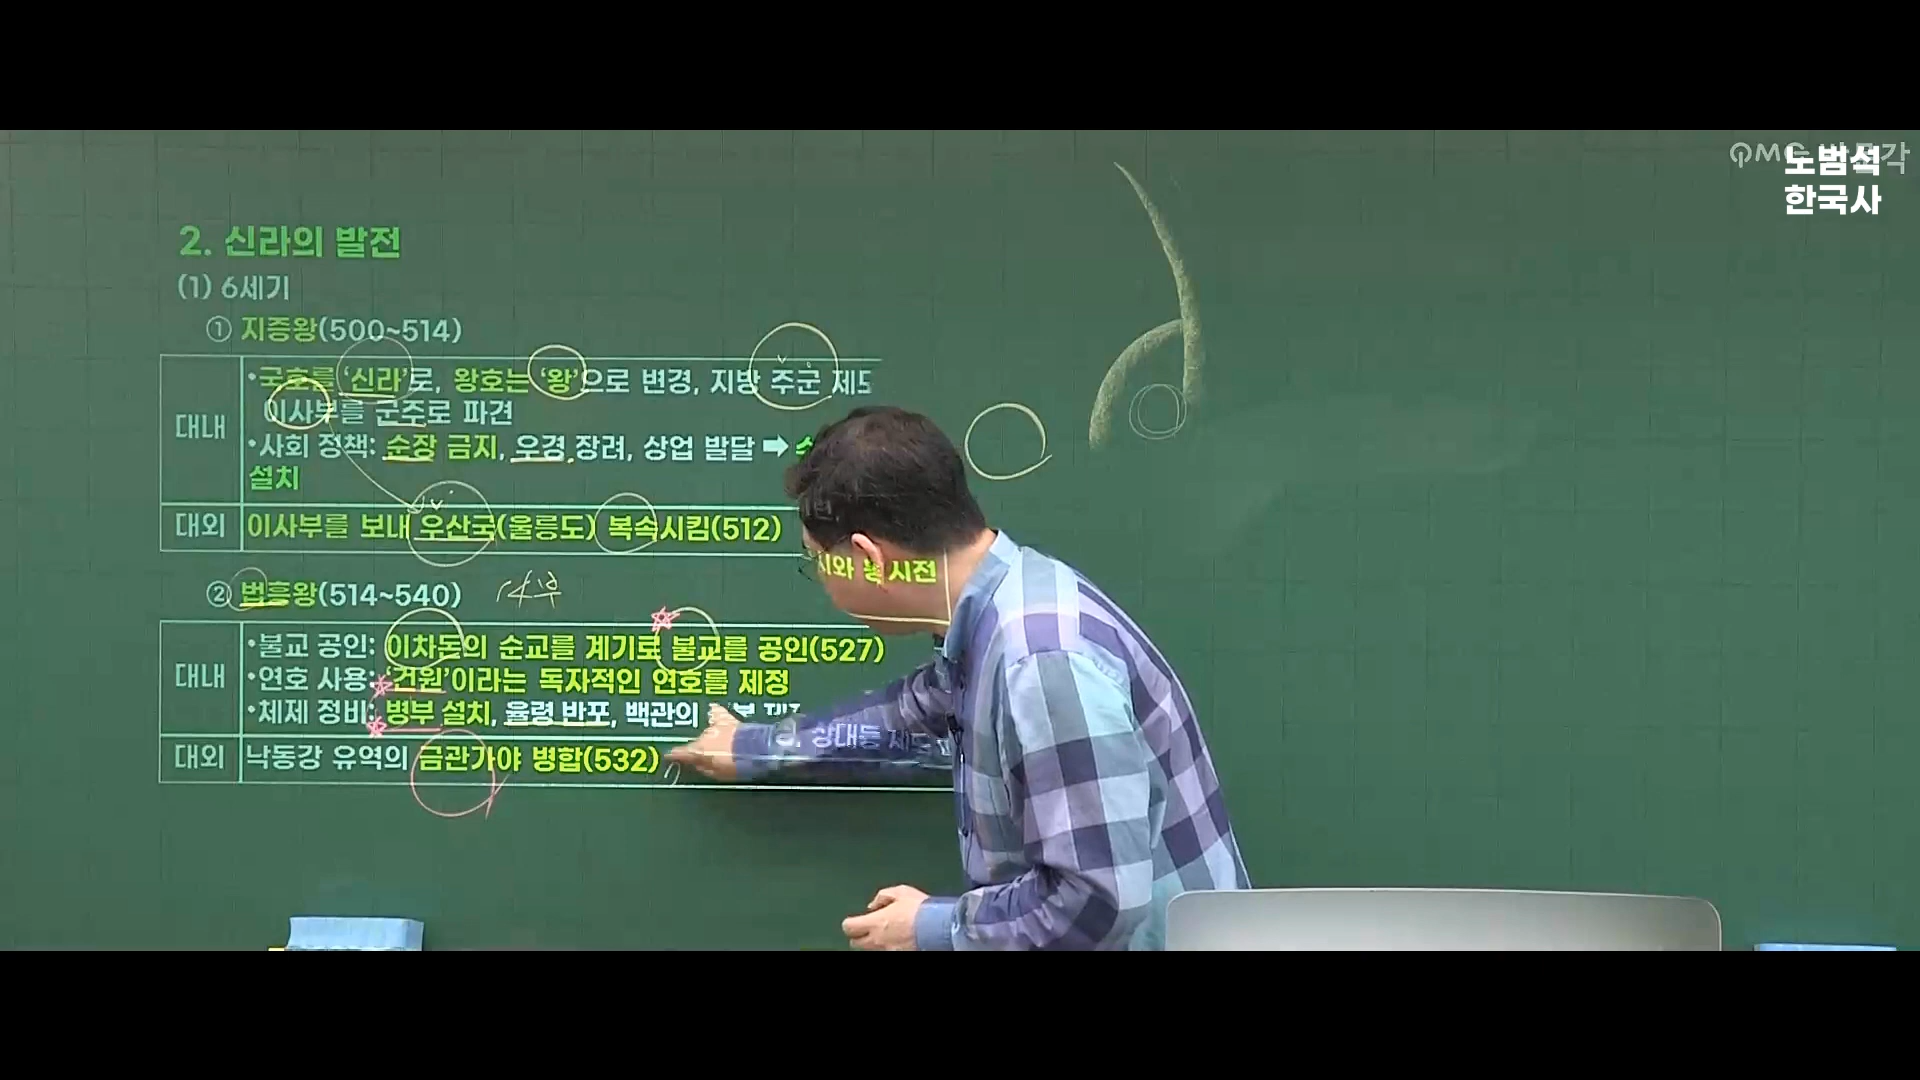 노범석
한국사
2. 신라의 발전
(1) 6세기
① 지증왕(500~514)
대내
•국호를 ‘신라’로, 왕호는 ‘왕’으로 변경, 지방 주군
이사부를 군주로 파견
•사회 정책: 순장 금지, 우경 장려, 상업 발달 ➡
시전
설치
대외
이사부를 보내 우산국(울릉도) 복속시킴(512)
② 법흥왕(514~540)
대내
•불교 공인: 이차돈의 순교를 계기로 불교를 공인(527)
•연호 사용: ‘건원’이라는 독자적인 연호를 제정
•체제 정비: 병부 설치, 율령 반포, 백관의
상대등
대외
낙동강 유역의 금관가야 병합(532)